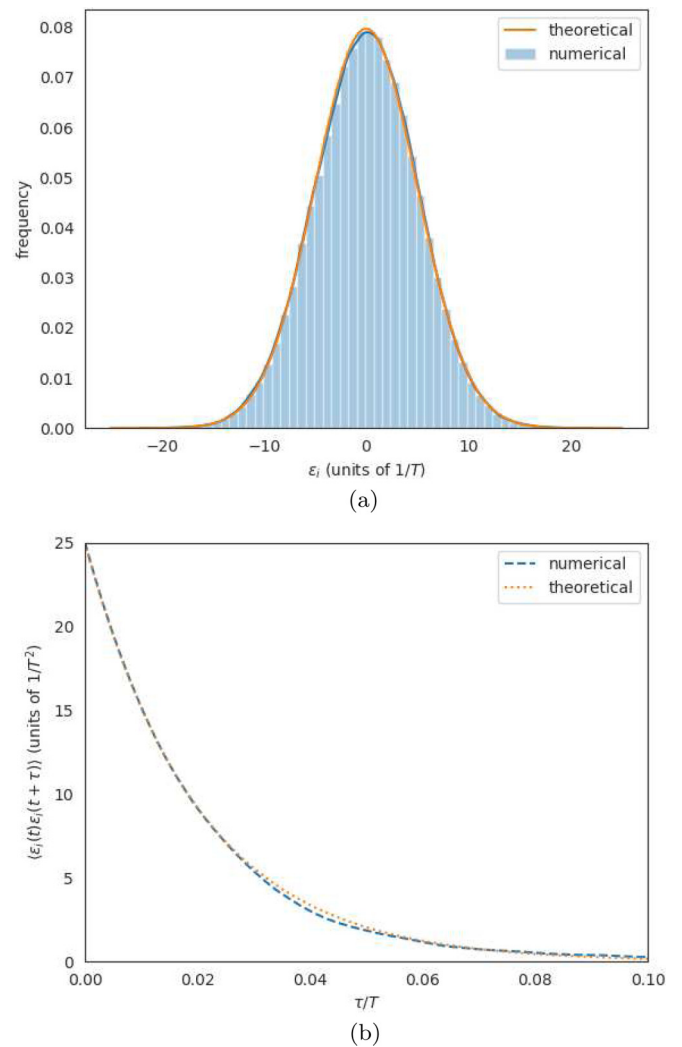 0.08
0.07
0.06
0.05
0.04
0.03
0.02
0.01
0.00
frequency
theoretical
numerical
−20 −10 0 10 20
εᵢ (units of 1/T)
(a)
25
20
15
10
5
0
⟨εᵢ(t)εᵢ(t + τ)⟩ (units of 1/T²)
numerical
theoretical
0.00 0.02 0.04 0.06 0.08 0.10
τ/T
(b)